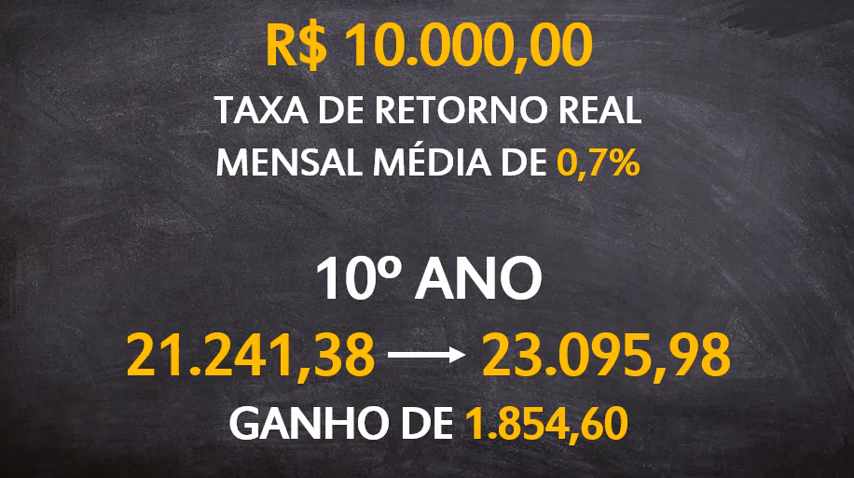 R$ 10.000,00
TAXA DE RETORNO REAL
MENSAL MÉDIA DE 0,7%
10º ANO
21.241,38 → 23.095,98
GANHO DE 1.854,60